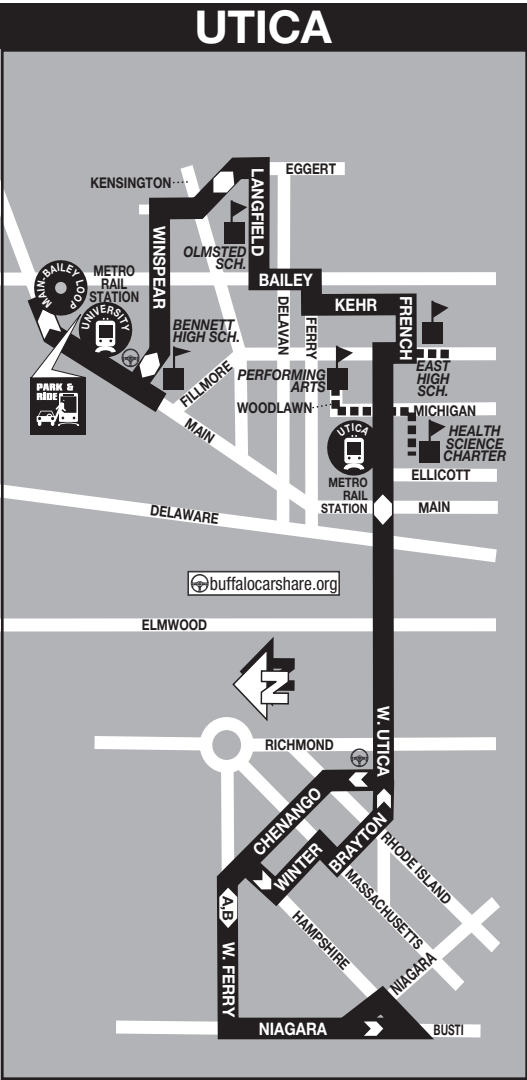 UTICA
EGGERT
KENSINGTON
LANGFIELD
OLMSTED
SCH.
WINSPEAR
METRO
RAIL
STATION
MAIN-BAILEY LOOP
UNIVERSITY
BAILEY
KEHR
FRENCH
DELAVAN
FERRY
BENNETT
HIGH SCH.
FILLMORE
MAIN
PARK &
RIDE
PERFORMING
ARTS
EAST
HIGH
SCH.
WOODLAWN
MICHIGAN
HEALTH
SCIENCE
CHARTER
UTICA
METRO
RAIL
STATION
ELLICOTT
MAIN
DELAWARE
buffalocarshare.org
ELMWOOD
N
W. UTICA
RICHMOND
CHENANGO
WINTER
BRAYTON
RHODE ISLAND
MASSACHUSETTS
HAMPSHIRE
A,B
W. FERRY
NIAGARA
NIAGARA
BUSTI